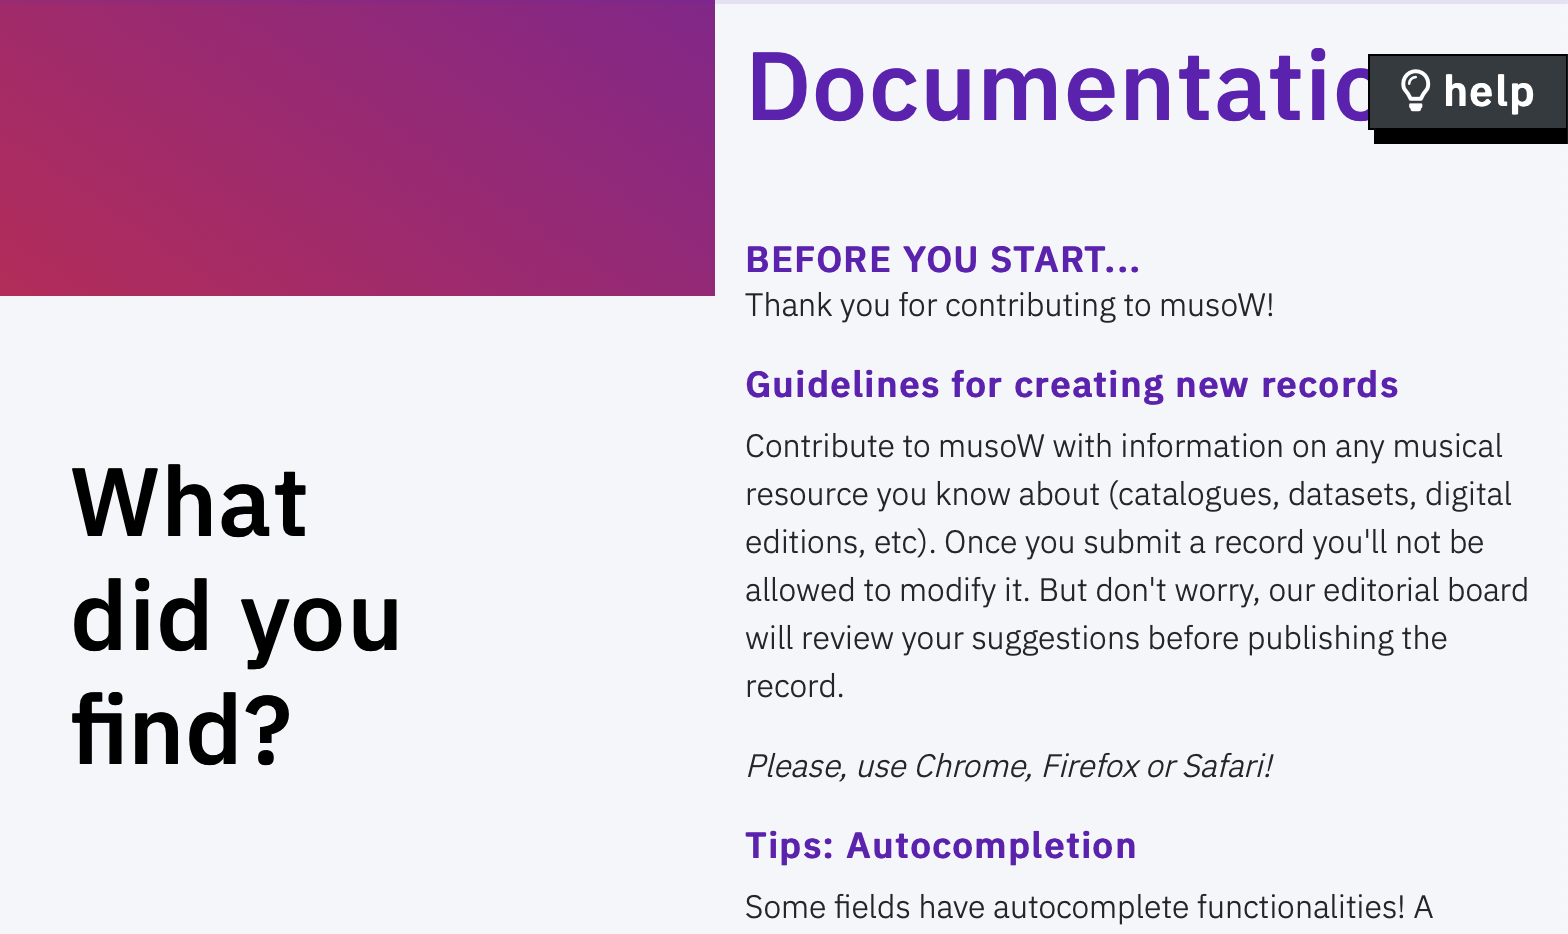 Documentatio
help
BEFORE YOU START...
Thank you for contributing to musoW!
Guidelines for creating new records
Contribute to musoW with information on any musical
resource you know about (catalogues, datasets, digital
editions, etc). Once you submit a record you'll not be
allowed to modify it. But don't worry, our editorial board
will review your suggestions before publishing the
record.
Please, use Chrome, Firefox or Safari!
Tips: Autocompletion
Some fields have autocomplete functionalities! A
What
did you
find?